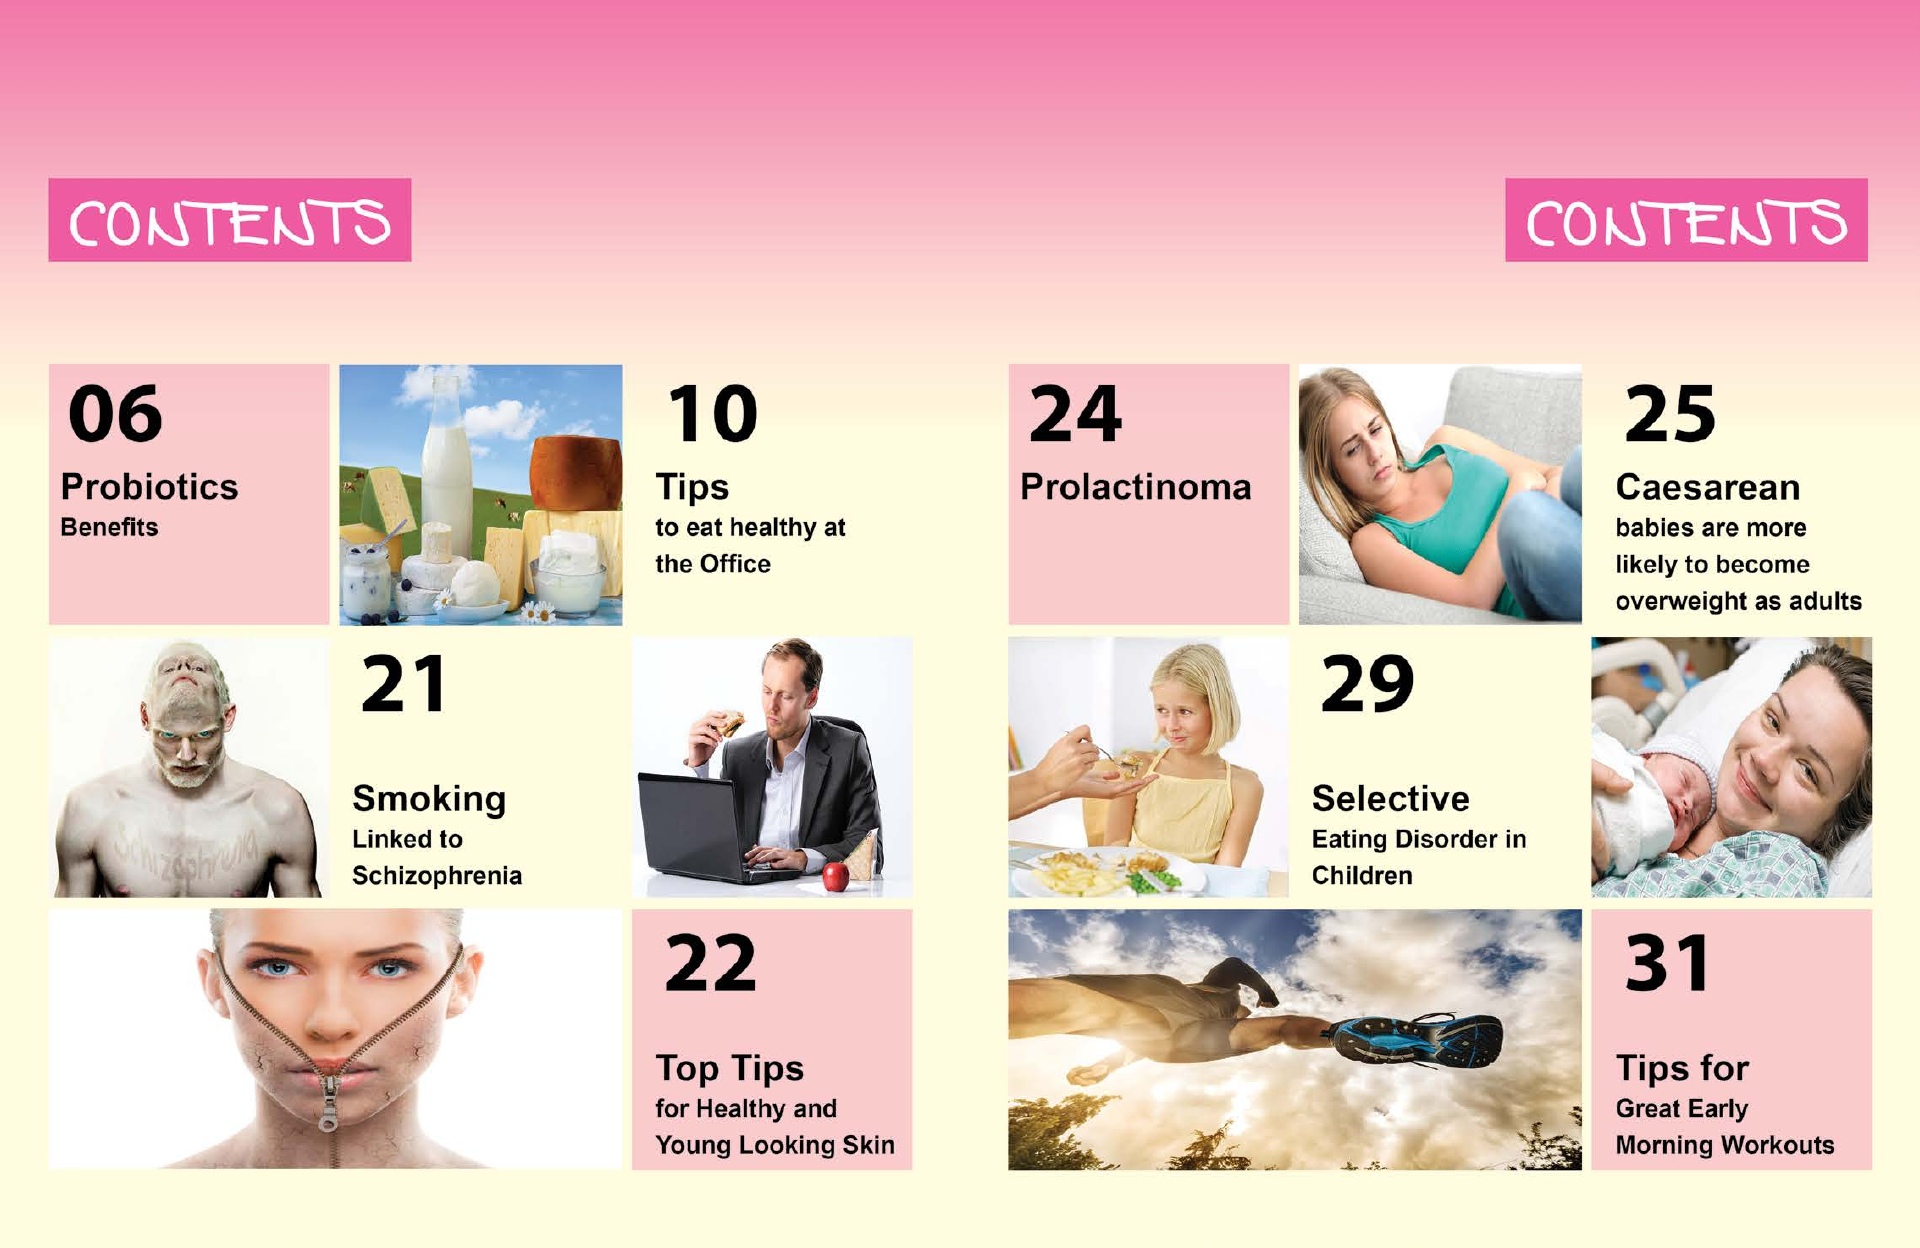 CONTENTS
06
Probiotics
Benefits
10
Tips
to eat healthy at
the Office
21
Smoking
Linked to
Schizophrenia
Schizophrenia
22
Top Tips
for Healthy and
Young Looking Skin
CONTENTS
24
Prolactinoma
25
Caesarean
babies are more
likely to become
overweight as adults
29
Selective
Eating Disorder in
Children
31
Tips for
Great Early
Morning Workouts